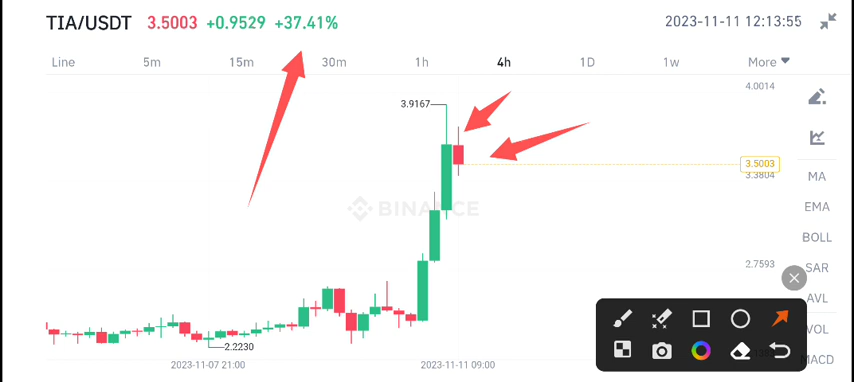 TIA/USDT 3.5003 +0.9529 +37.41% 2023-11-11 12:13:55
Line 5m 15m 30m 1h 4h 1D 1w More
4.0014
3.9167
3.5003
3.3804
MA
BINANCE
EMA
BOLL
2.7593
SAR
AVL
VOL
2.2230
MACD
2023-11-07 21:00 2023-11-11 09:00